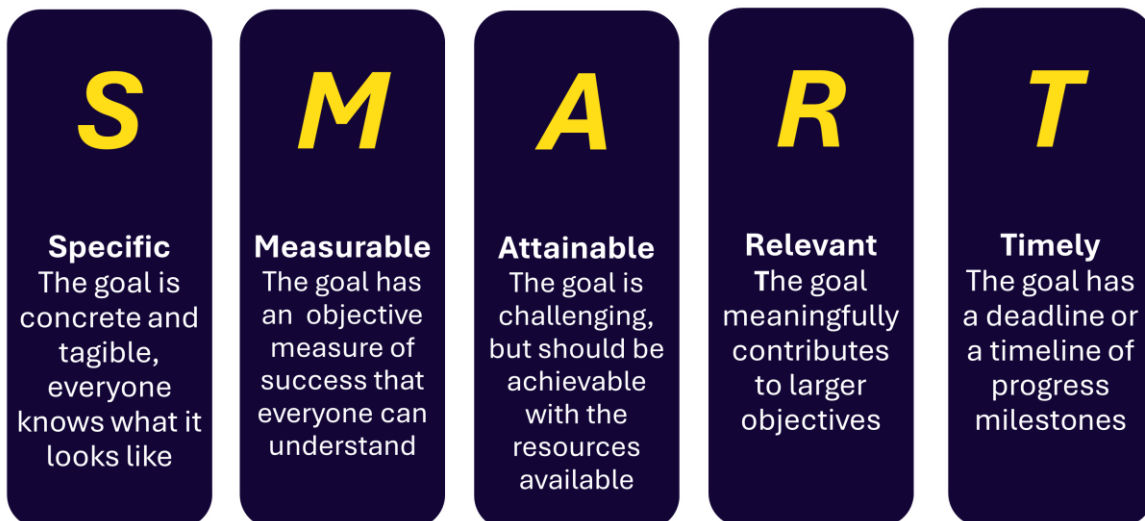 S
Specific
The goal is
concrete and
tagible,
everyone
knows what it
looks like
M
Measurable
The goal has
an objective
measure of
success that
everyone can
understand
A
Attainable
The goal is
challenging,
but should be
achievable
with the
resources
available
R
Relevant
The goal
meaningfully
contributes
to larger
objectives
T
Timely
The goal has
a deadline or
a timeline of
progress
milestones